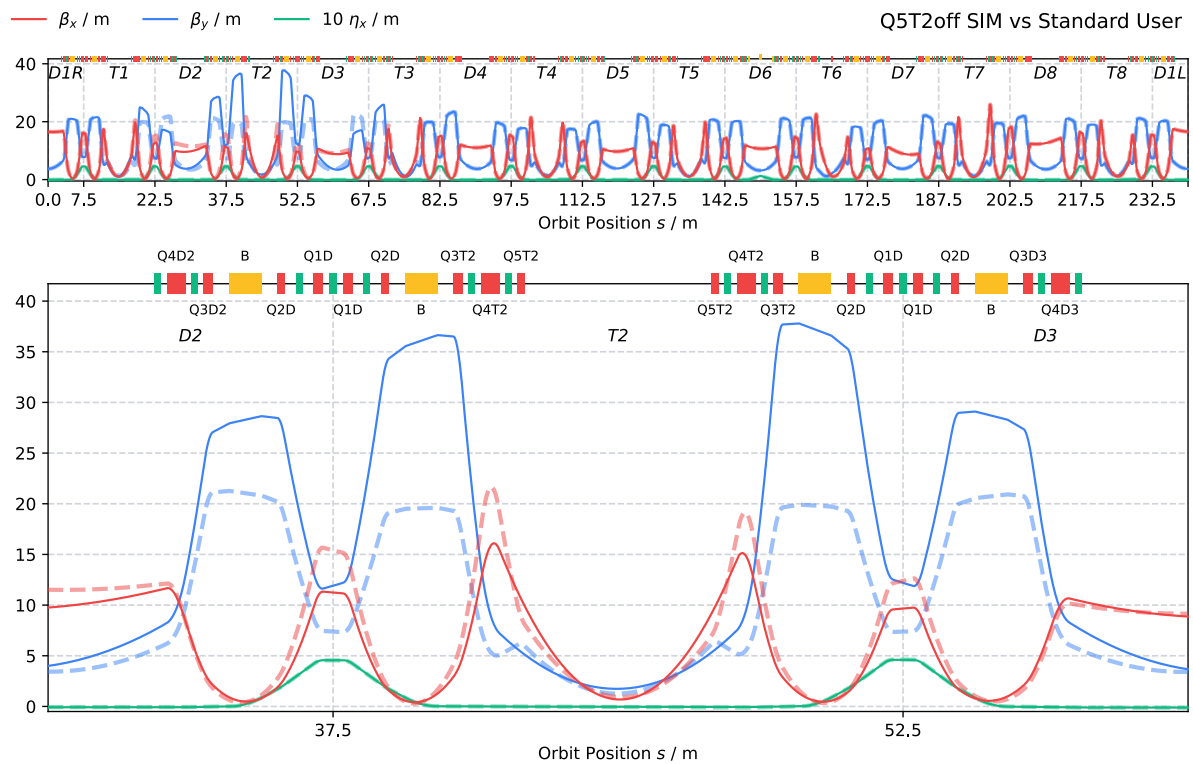 βx / m βy / m 10 ηx / m Q5T2off SIM vs Standard User
40
20
0
D1R T1 D2 T2 D3 T3 D4 T4 D5 T5 D6 T6 D7 T7 D8 T8 D1L
0.0 7.5 22.5 37.5 52.5 67.5 82.5 97.5 112.5 127.5 142.5 157.5 172.5 187.5 202.5 217.5 232.5
Orbit Position s / m
Q4D2 B Q1D Q2D Q3T2 Q5T2 Q4T2 B Q1D Q2D Q3D3
Q3D2 Q2D Q1D B Q4T2 Q5T2 Q3T2 Q2D Q1D B Q4D3
D2 T2 D3
40
35
30
25
20
15
10
5
0
37.5 52.5
Orbit Position s / m